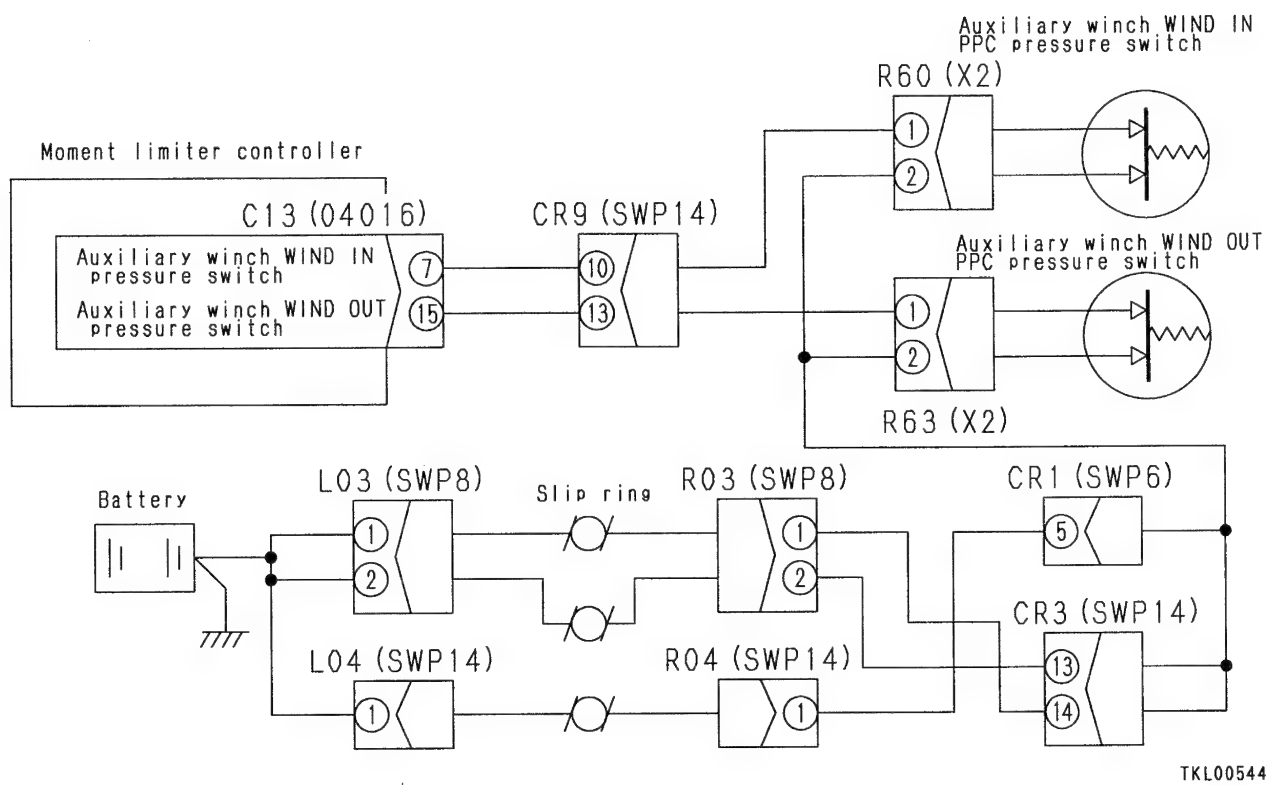 Auxiliary winch WIND IN
PPC pressure switch
R60 (X2)
1
2
Moment limiter controller
C13 (04016)
CR9 (SWP14)
Auxiliary winch WIND IN
pressure switch
7
10
Auxiliary winch WIND OUT
pressure switch
15
13
Auxiliary winch WIND OUT
PPC pressure switch
1
2
R63 (X2)
Battery
L03 (SWP8)
1
2
Slip ring
R03 (SWP8)
1
2
CR1 (SWP6)
5
L04 (SWP14)
1
R04 (SWP14)
1
CR3 (SWP14)
13
14
TKL00544